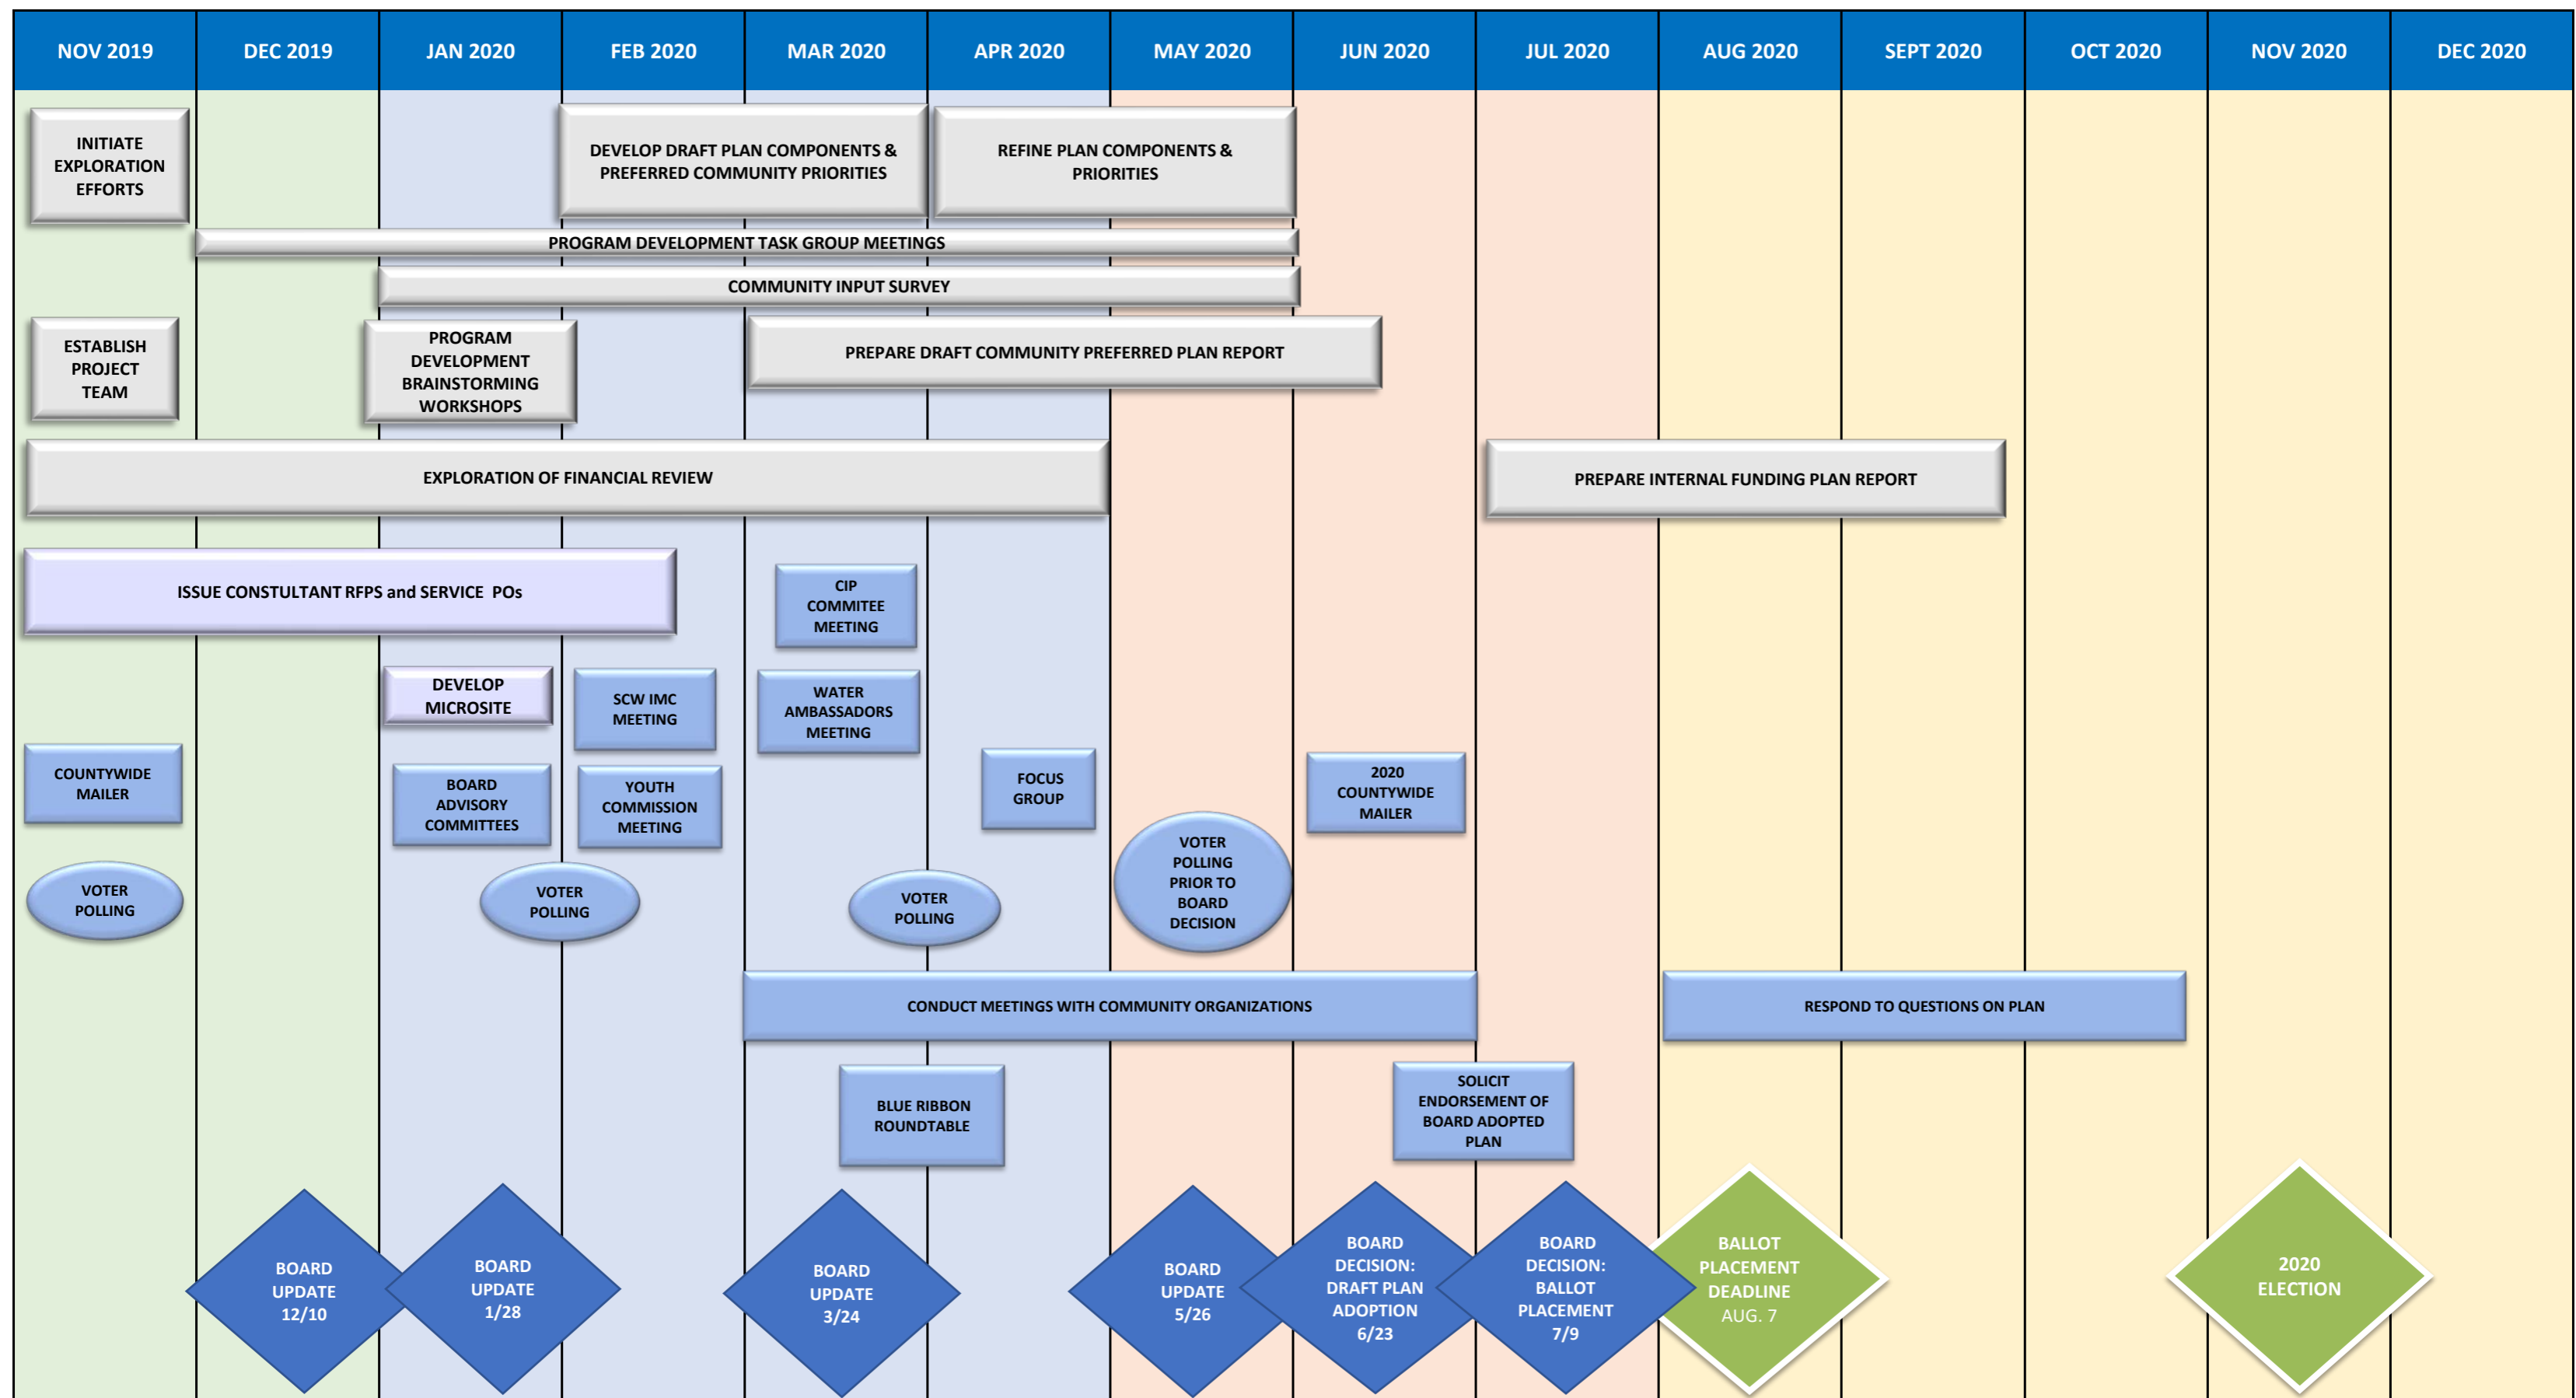 NOV 2019
DEC 2019
JAN 2020
FEB 2020
MAR 2020
APR 2020
MAY 2020
JUN 2020
JUL 2020
AUG 2020
SEPT 2020
OCT 2020
NOV 2020
DEC 2020
INITIATE
EXPLORATION
EFFORTS
DEVELOP DRAFT PLAN COMPONENTS &
PREFERRED COMMUNITY PRIORITIES
REFINE PLAN COMPONENTS &
PRIORITIES
PROGRAM DEVELOPMENT TASK GROUP MEETINGS
COMMUNITY INPUT SURVEY
ESTABLISH
PROJECT
TEAM
PROGRAM
DEVELOPMENT
BRAINSTORMING
WORKSHOPS
PREPARE DRAFT COMMUNITY PREFERRED PLAN REPORT
EXPLORATION OF FINANCIAL REVIEW
PREPARE INTERNAL FUNDING PLAN REPORT
ISSUE CONSTULTANT RFPS and SERVICE POs
CIP
COMMITEE
MEETING
DEVELOP
MICROSITE
SCW IMC
MEETING
WATER
AMBASSADORS
MEETING
COUNTYWIDE
MAILER
BOARD
ADVISORY
COMMITTEES
YOUTH
COMMISSION
MEETING
FOCUS
GROUP
2020
COUNTYWIDE
MAILER
VOTER
POLLING
VOTER
POLLING
VOTER
POLLING
VOTER
POLLING
PRIOR TO
BOARD
DECISION
CONDUCT MEETINGS WITH COMMUNITY ORGANIZATIONS
RESPOND TO QUESTIONS ON PLAN
BLUE RIBBON
ROUNDTABLE
SOLICIT
ENDORSEMENT OF
BOARD ADOPTED
PLAN
BOARD
UPDATE
12/10
BOARD
UPDATE
1/28
BOARD
UPDATE
3/24
BOARD
UPDATE
5/26
BOARD
DECISION:
DRAFT PLAN
ADOPTION
6/23
BOARD
DECISION:
BALLOT
PLACEMENT
7/9
BALLOT
PLACEMENT
DEADLINE
AUG. 7
2020
ELECTION